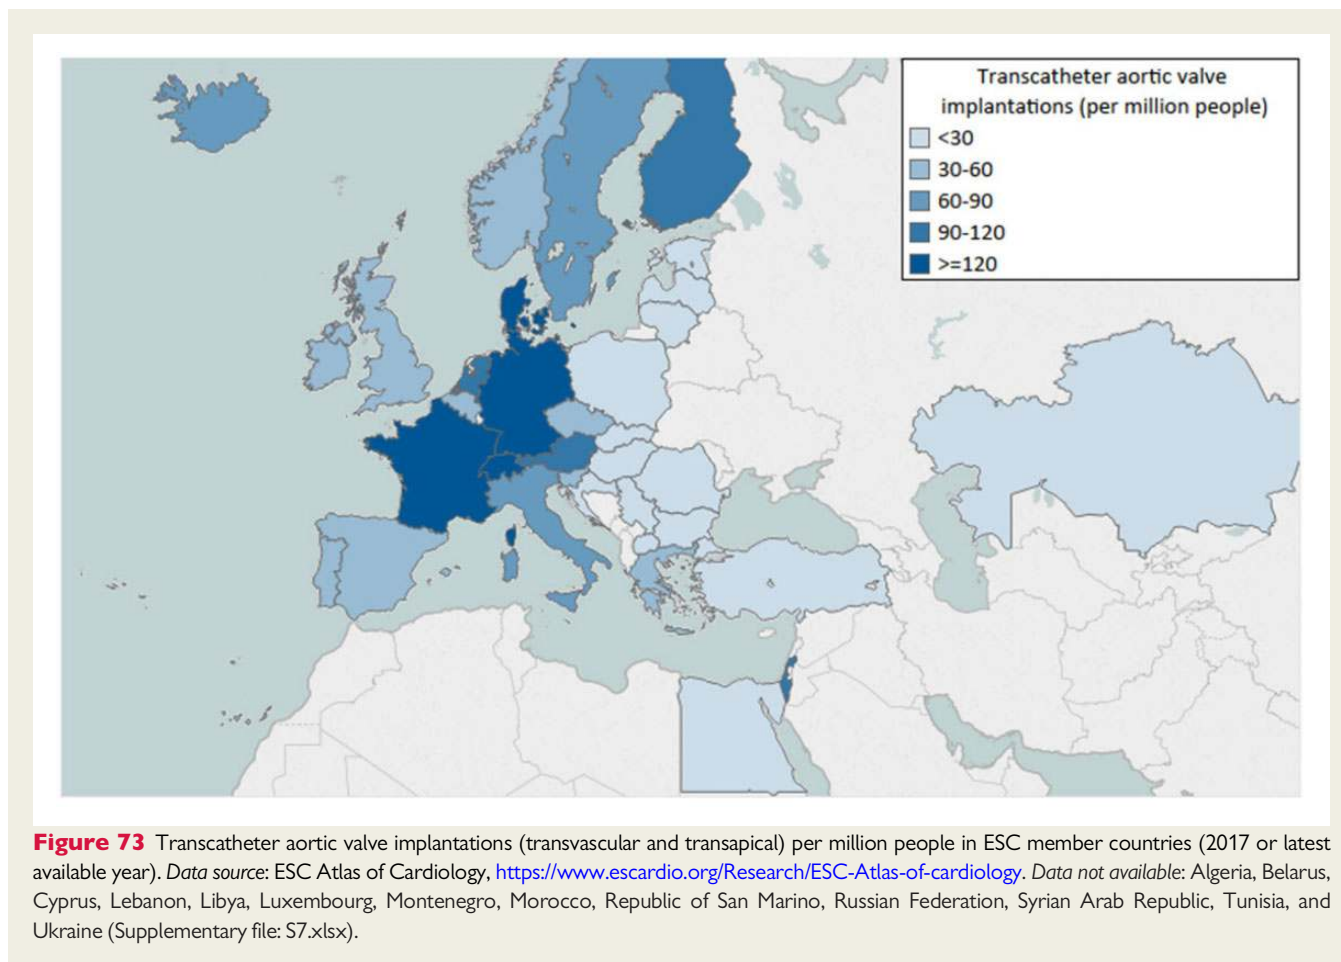 Transcatheter aortic valve
implantations (per million people)
<30
30-60
60-90
90-120
>=120
Figure 73 Transcatheter aortic valve implantations (transvascular and transapical) per million people in ESC member countries (2017 or latest
available year). Data source: ESC Atlas of Cardiology, https://www.escardio.org/Research/ESC-Atlas-of-cardiology. Data not available: Algeria, Belarus,
Cyprus, Lebanon, Libya, Luxembourg, Montenegro, Morocco, Republic of San Marino, Russian Federation, Syrian Arab Republic, Tunisia, and
Ukraine (Supplementary file: S7.xlsx).